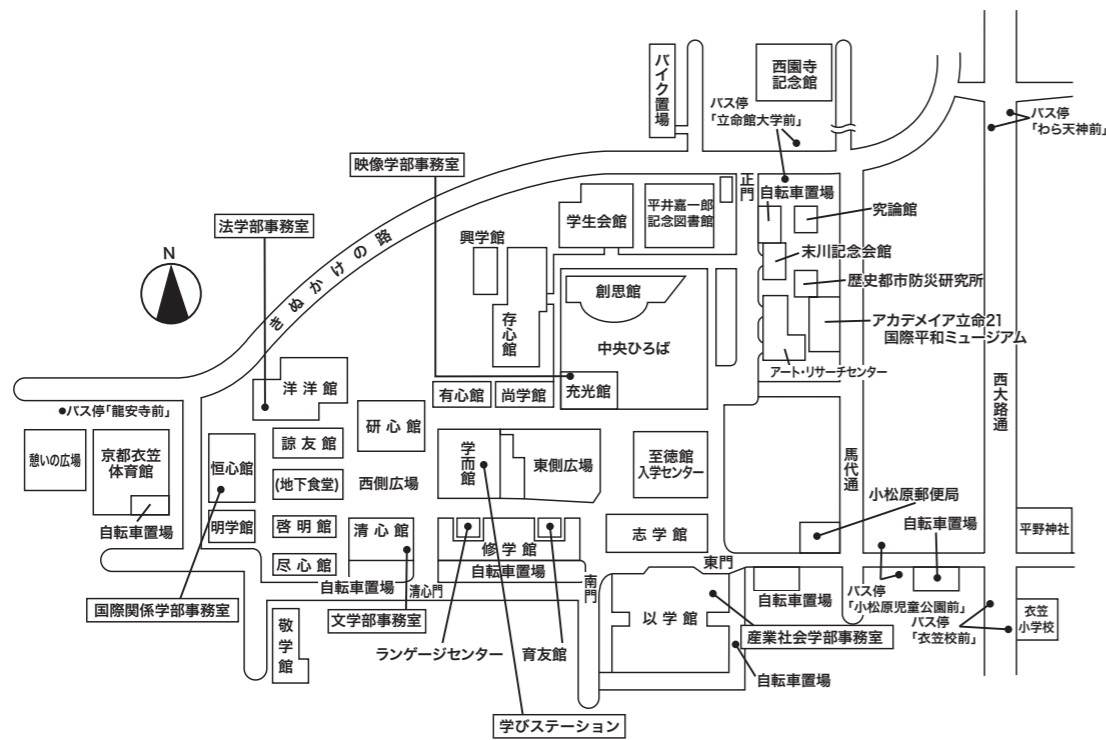 バイク置場
西園寺
記念館
バス停
「立命館大学前」
バス停
「わら天神前」
映像学部事務室
正門
自転車置場
学生会館
平井嘉一郎
記念図書館
究論館
法学部事務室
興学館
末川記念会館
N
きぬかけの路
創思館
歴史都市防災研究所
存心館
中央ひろば
アカデメイア立命21
国際平和ミュージアム
アート・リサーチセンター
西大路通
洋洋館
有心館
尚学館
充光館
バス停「龍安寺前」
研心館
憩いの広場
京都衣笠
体育館
恒心館
諒友館
学而館
東側広場
至徳館
入学センター
馬代通
(地下食堂)
西側広場
小松原郵便局
自転車置場
自転車置場
明学館
啓明館
清心館
修学館
志学館
平野神社
尽心館
自転車置場
東門
自転車置場
清心門
南門
自転車置場
バス停
「小松原児童公園前」
バス停
「衣笠校前」
衣笠
小学校
国際関係学部事務室
文学部事務室
敬学館
以学館
産業社会学部事務室
ランゲージセンター
育友館
自転車置場
学びステーション